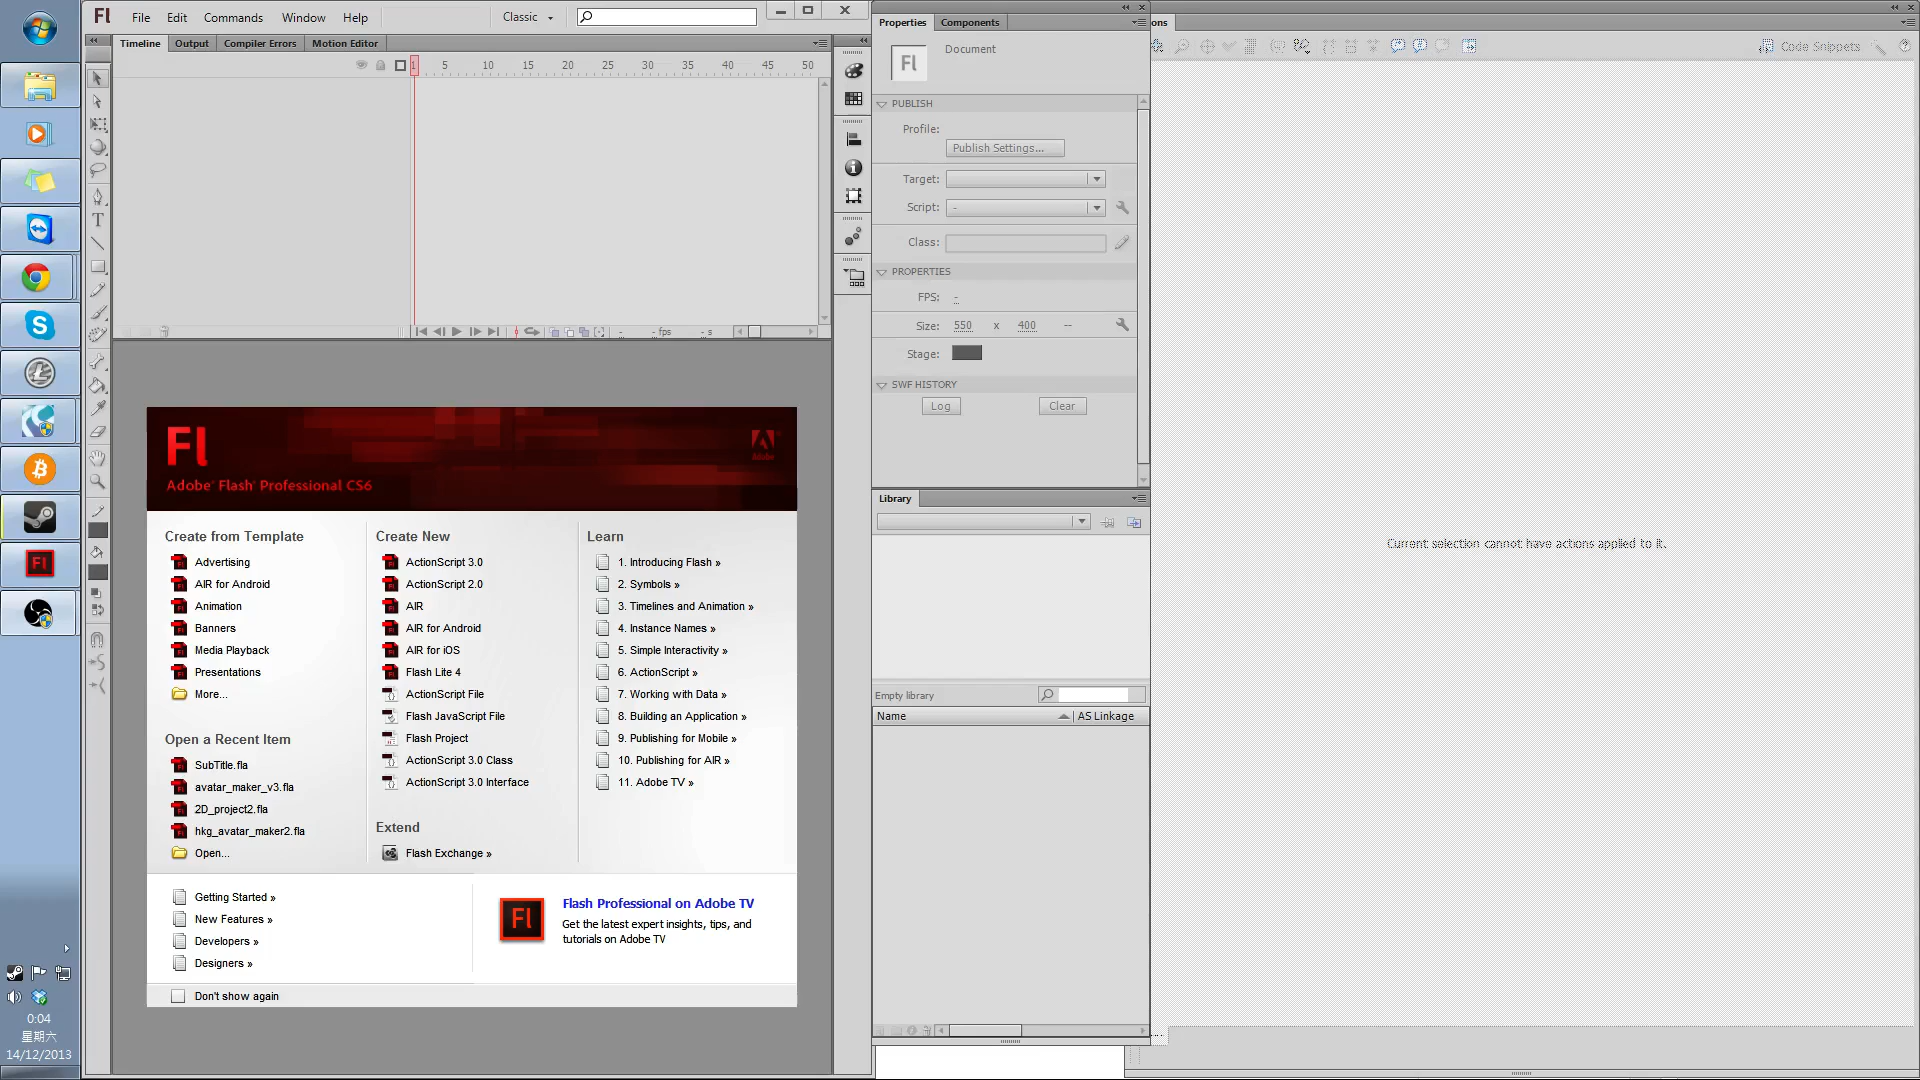 Fl File Edit Commands Window Help Classic
Timeline Output Compiler Errors Motion Editor
1 5 10 15 20 25 30 35 40 45 50
- - fps - s
Properties Components
Fl Document
PUBLISH
Profile:
Publish Settings...
Target:
Script: -
Class:
PROPERTIES
FPS: -
Size: 550 x 400 --
Stage:
SWF HISTORY
Log Clear
Library
Empty library
Name AS Linkage
ons
Code Snippets
Current selection cannot have actions applied to it.
Fl
Adobe
Adobe® Flash® Professional CS6
Create from Template
Advertising
AIR for Android
Animation
Banners
Media Playback
Presentations
More...
Open a Recent Item
SubTitle.fla
avatar_maker_v3.fla
2D_project2.fla
hkg_avatar_maker2.fla
Open...
Create New
ActionScript 3.0
ActionScript 2.0
AIR
AIR for Android
AIR for iOS
Flash Lite 4
ActionScript File
Flash JavaScript File
Flash Project
ActionScript 3.0 Class
ActionScript 3.0 Interface
Extend
Flash Exchange »
Learn
1. Introducing Flash »
2. Symbols »
3. Timelines and Animation »
4. Instance Names »
5. Simple Interactivity »
6. ActionScript »
7. Working with Data »
8. Building an Application »
9. Publishing for Mobile »
10. Publishing for AIR »
11. Adobe TV »
Getting Started »
New Features »
Developers »
Designers »
Fl
Flash Professional on Adobe TV
Get the latest expert insights, tips, and
tutorials on Adobe TV
Don't show again
0:04
星期六
14/12/2013